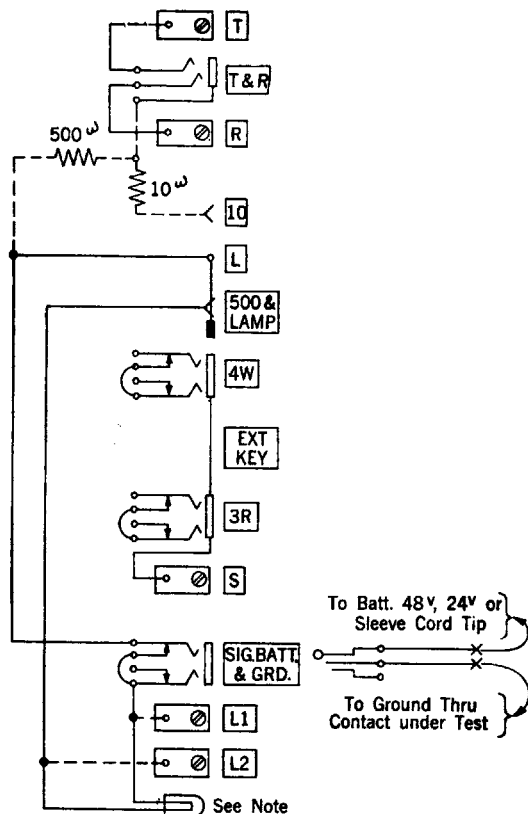 T
T & R
500 ω
R
10 ω
10
L
500 &
LAMP
4W
EXT
KEY
3R
S
To Batt. 48v, 24v or
Sleeve Cord Tip
SIG. BATT.
& GRD.
To Ground Thru
Contact under Test
L1
L2
See Note